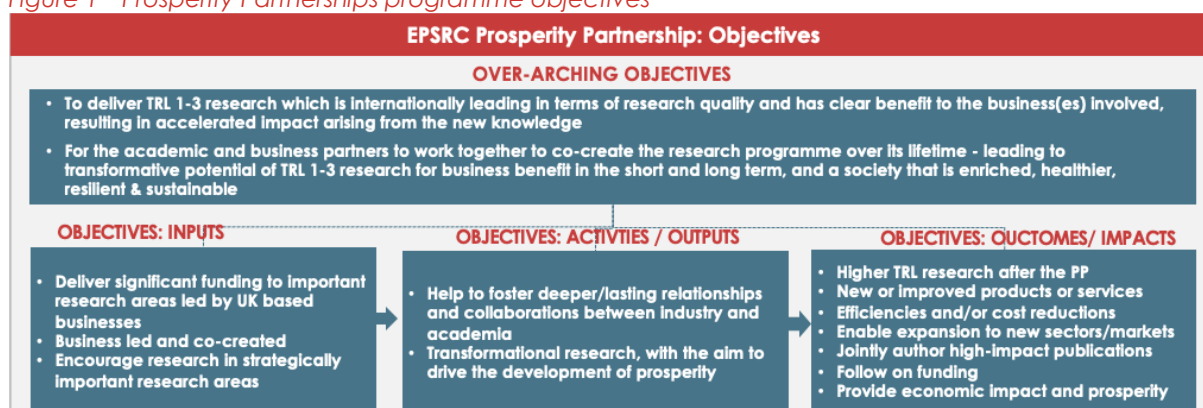 Figure 1 - Prosperity Partnerships programme objectives
EPSRC Prosperity Partnership: Objectives
OVER-ARCHING OBJECTIVES
• To deliver TRL 1-3 research which is internationally leading in terms of research quality and has clear benefit to the business(es) involved,
resulting in accelerated impact arising from the new knowledge
• For the academic and business partners to work together to co-create the research programme over its lifetime - leading to
transformative potential of TRL 1-3 research for business benefit in the short and long term, and a society that is enriched, healthier,
resilient & sustainable
OBJECTIVES: INPUTS
• Deliver significant funding to important
research areas led by UK based
businesses
• Business led and co-created
• Encourage research in strategically
important research areas
OBJECTIVES: ACTIVTIES / OUTPUTS
• Help to foster deeper/lasting relationships
and collaborations between industry and
academia
• Transformational research, with the aim to
drive the development of prosperity
OBJECTIVES: OUCTOMES/ IMPACTS
• Higher TRL research after the PP
• New or improved products or services
• Efficiencies and/or cost reductions
• Enable expansion to new sectors/markets
• Jointly author high-impact publications
• Follow on funding
• Provide economic impact and prosperity